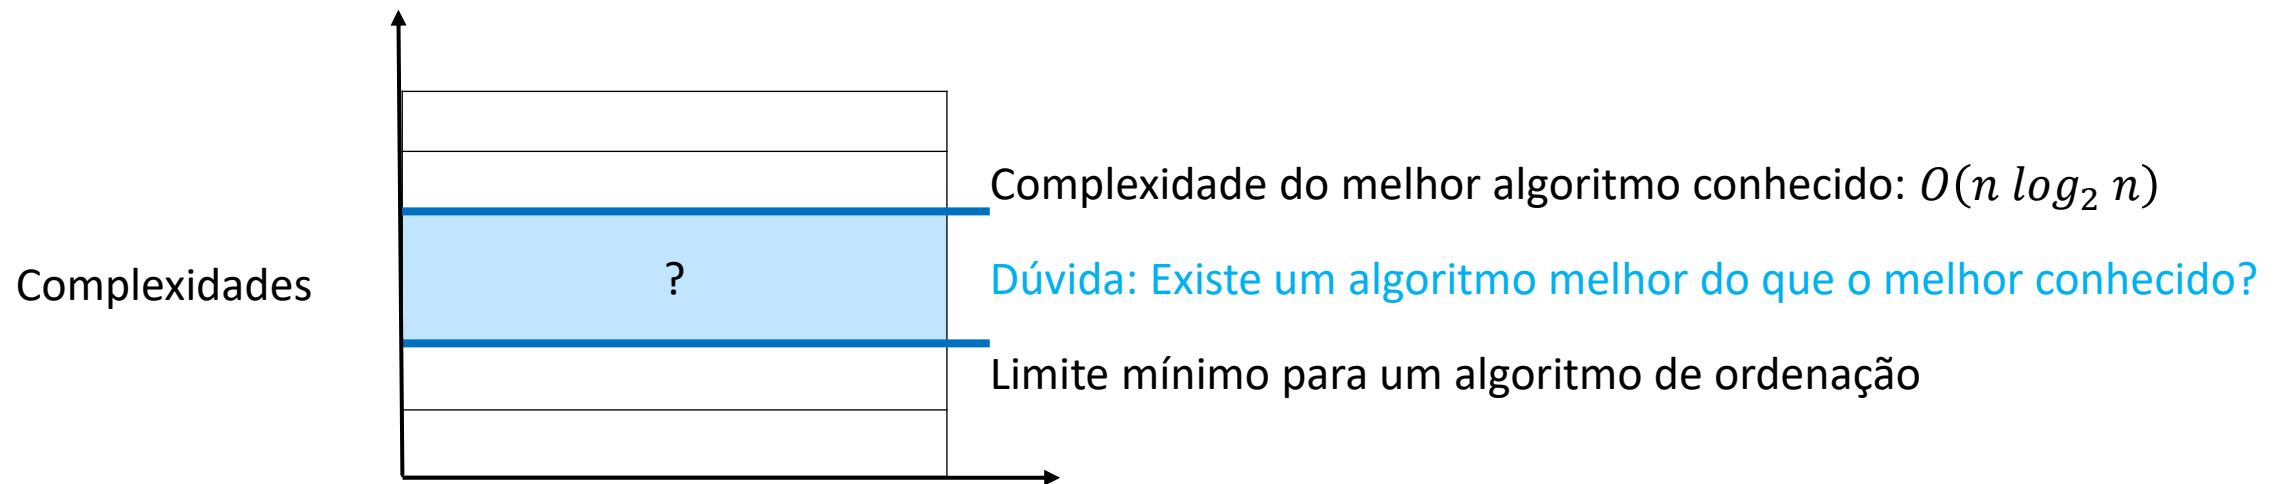 Complexidade do melhor algoritmo conhecido: O(n log₂ n)
Complexidades
?
Dúvida: Existe um algoritmo melhor do que o melhor conhecido?
Limite mínimo para um algoritmo de ordenação